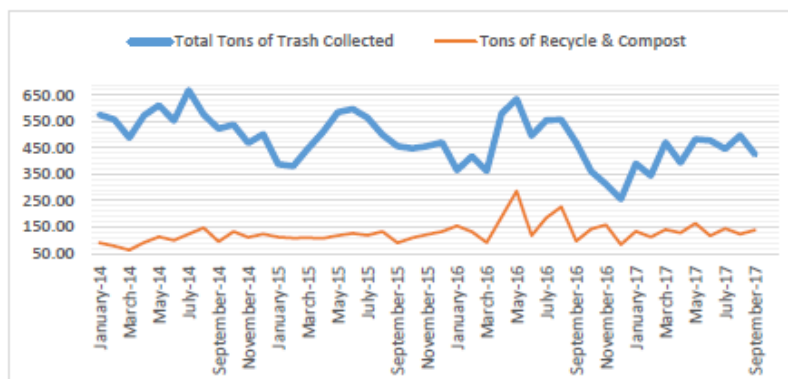 Total Tons of Trash Collected Tons of Recycle & Compost
650.00
550.00
450.00
350.00
250.00
150.00
50.00
January-14
March-14
May-14
July-14
September-14
November-14
January-15
March-15
May-15
July-15
September-15
November-15
January-16
March-16
May-16
July-16
September-16
November-16
January-17
March-17
May-17
July-17
September-17